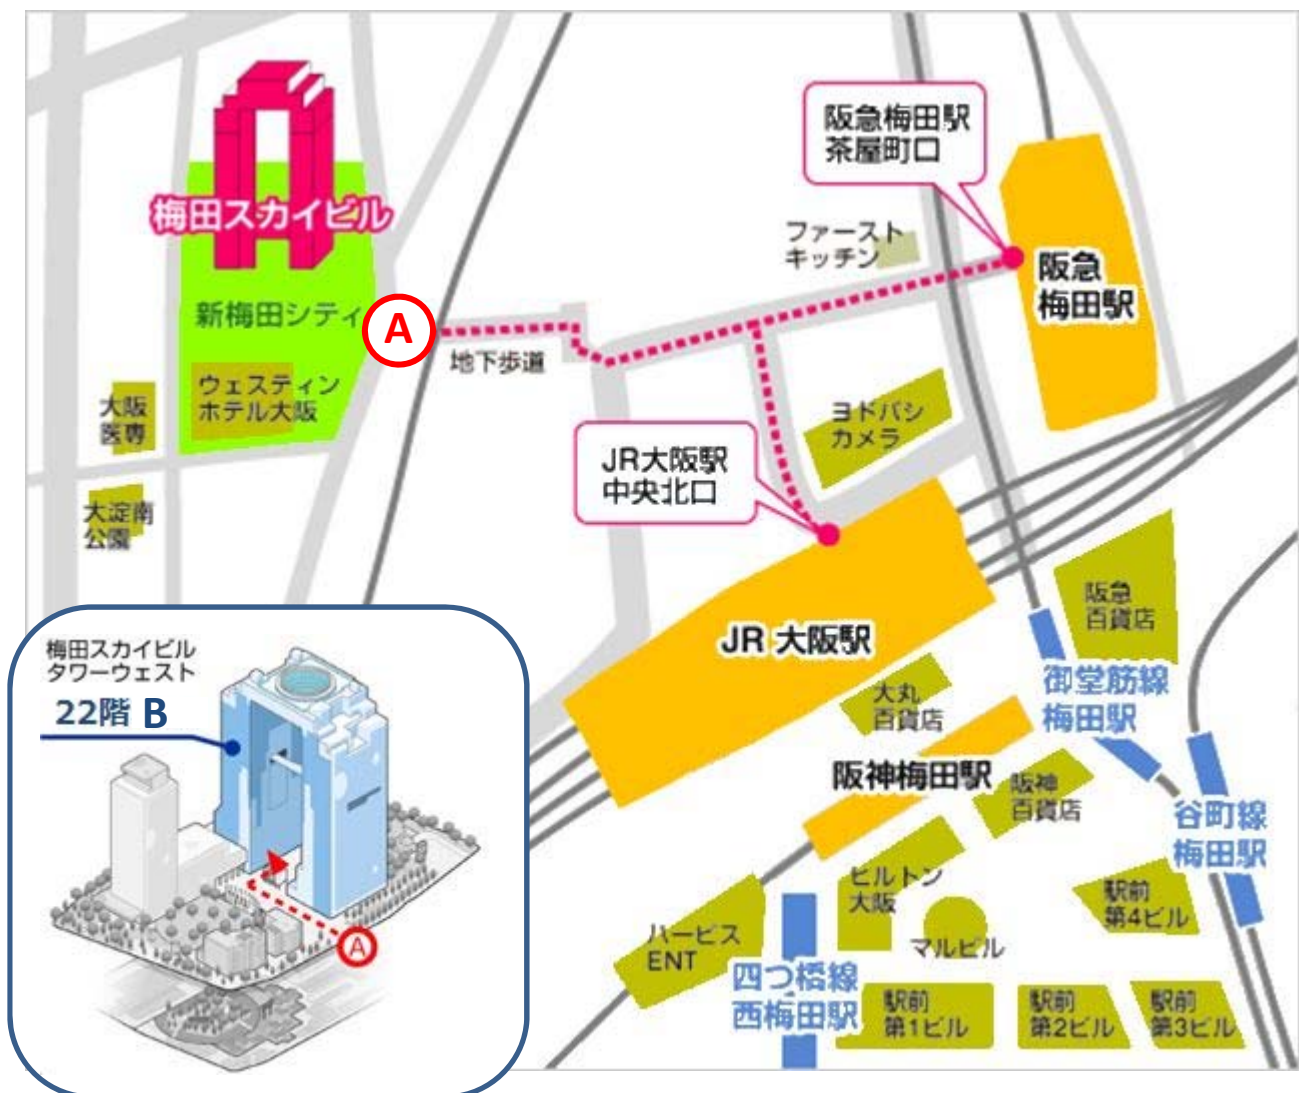 阪急梅田駅
茶屋町口
梅田スカイビル
ファースト
キッチン
阪急
梅田駅
新梅田シティ
A
地下歩道
ウェスティン
ホテル大阪
大阪
医専
ヨドバシ
カメラ
JR大阪駅
中央北口
大淀南
公園
阪急
百貨店
JR 大阪駅
御堂筋線
梅田駅
大丸
百貨店
阪神梅田駅
阪神
百貨店
谷町線
梅田駅
ヒルトン
大阪
駅前
第4ビル
マルビル
ハービス
ENT
四つ橋線
西梅田駅
駅前
第1ビル
駅前
第2ビル
駅前
第3ビル
梅田スカイビル
タワーウェスト
22階 B
A